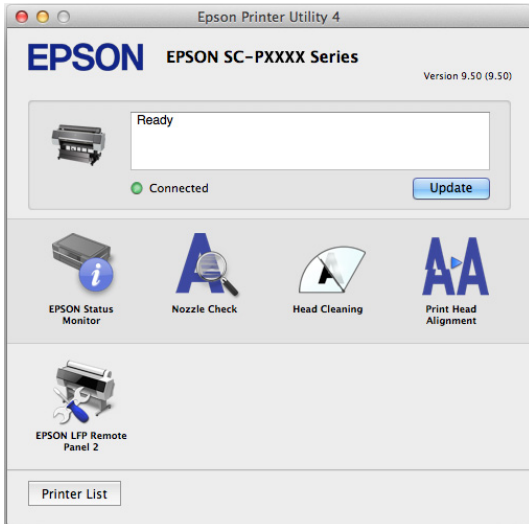 Epson Printer Utility 4
EPSON EPSON SC-PXXXX Series
Version 9.50 (9.50)
Ready
Connected
Update
EPSON Status
Monitor
Nozzle Check
Head Cleaning
Print Head
Alignment
EPSON LFP Remote
Panel 2
Printer List